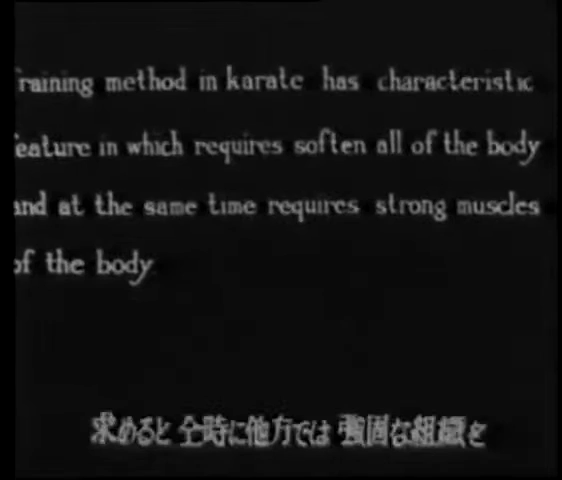 raining method in karate has characteristic
eature in which requires soften all of the body
and at the same time requires strong muscles
of the body
求めると 仝時に他方では 强固な組織を